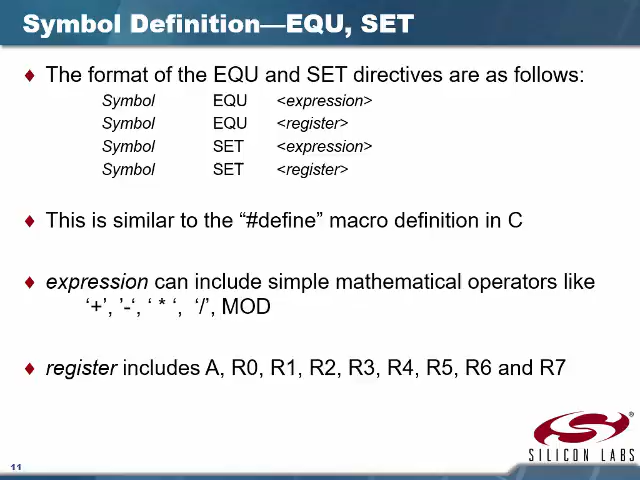 Symbol Definition—EQU, SET
♦ The format of the EQU and SET directives are as follows:
Symbol EQU <expression>
Symbol EQU <register>
Symbol SET <expression>
Symbol SET <register>
♦ This is similar to the “#define” macro definition in C
♦ expression can include simple mathematical operators like
‘+’, ’-‘, ‘ * ‘, ‘/’, MOD
♦ register includes A, R0, R1, R2, R3, R4, R5, R6 and R7
®
SILICON LABS
11